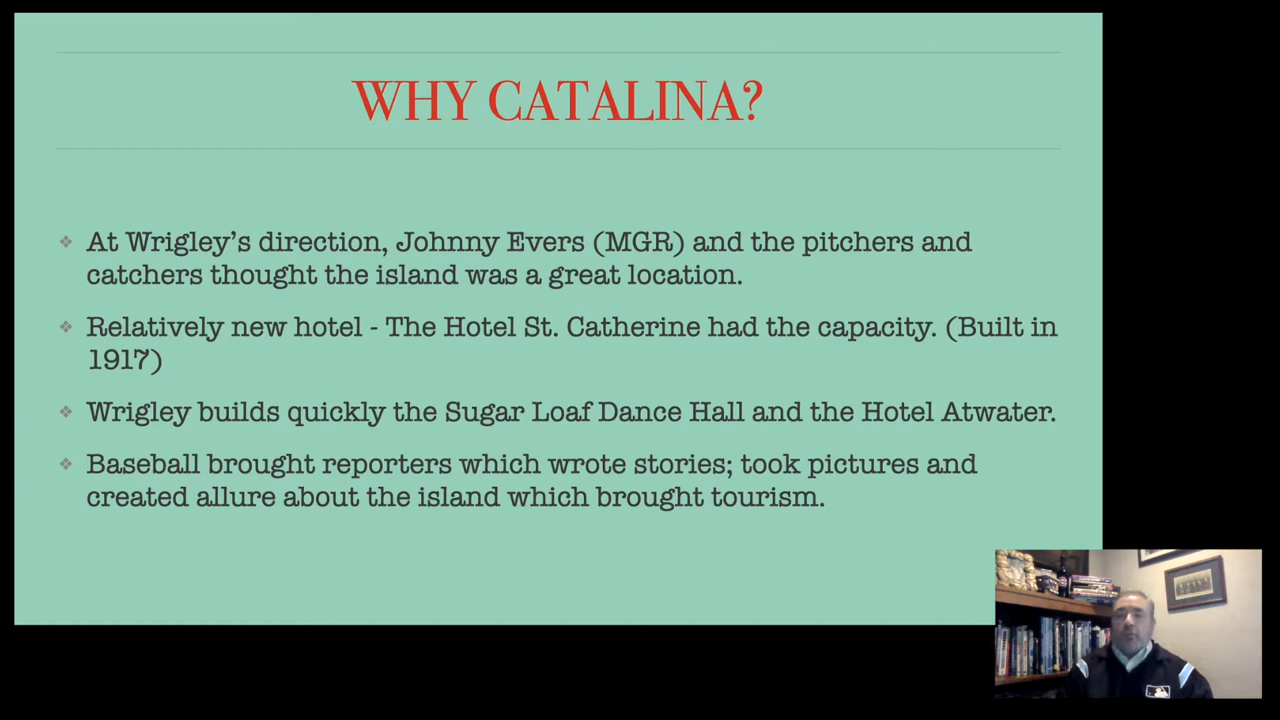 WHY CATALINA?
❖ At Wrigley's direction, Johnny Evers (MGR) and the pitchers and
catchers thought the island was a great location.
❖ Relatively new hotel - The Hotel St. Catherine had the capacity. (Built in
1917)
❖ Wrigley builds quickly the Sugar Loaf Dance Hall and the Hotel Atwater.
❖ Baseball brought reporters which wrote stories; took pictures and
created allure about the island which brought tourism.